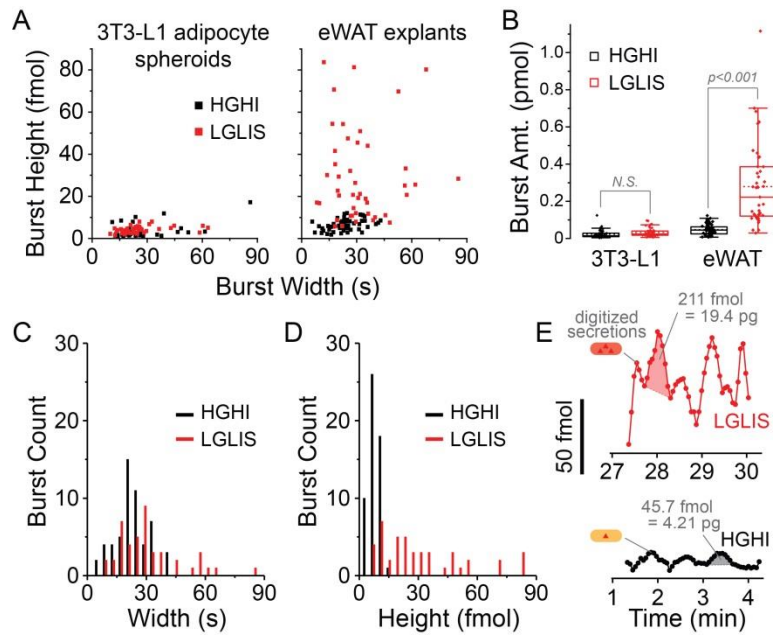 A
3T3-L1 adipocyte
spheroids
eWAT explants
Burst Height (fmol)
80
60
40
20
10
0
HGHI
LGLIS
0
30
60
90
0
30
60
90
Burst Width (s)
B
Burst Amt. (pmol)
1.0
0.8
0.6
0.4
0.2
0
HGHI
LGLIS
p<0.001
N.S.
3T3-L1
eWAT
C
Burst Count
30
20
10
0
HGHI
LGLIS
0
30
60
90
Width (s)
D
Burst Count
30
20
10
0
HGHI
LGLIS
0
30
60
90
Height (fmol)
E
211 fmol
= 19.4 pg
digitized
secretions
50 fmol
LGLIS
27
28
29
30
45.7 fmol
= 4.21 pg
HGHI
1
2
3
4
Time (min)